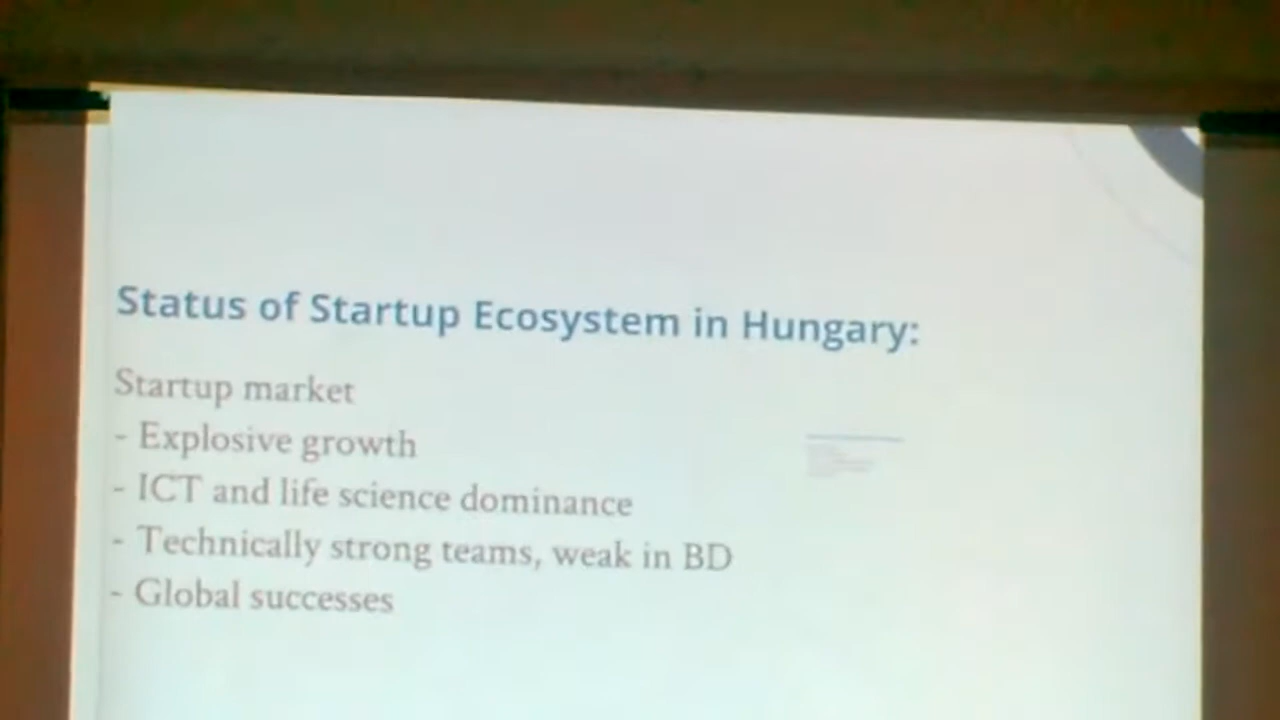 Status of Startup Ecosystem in Hungary:
Startup market
- Explosive growth
- ICT and life science dominance
- Technically strong teams, weak in BD
- Global successes